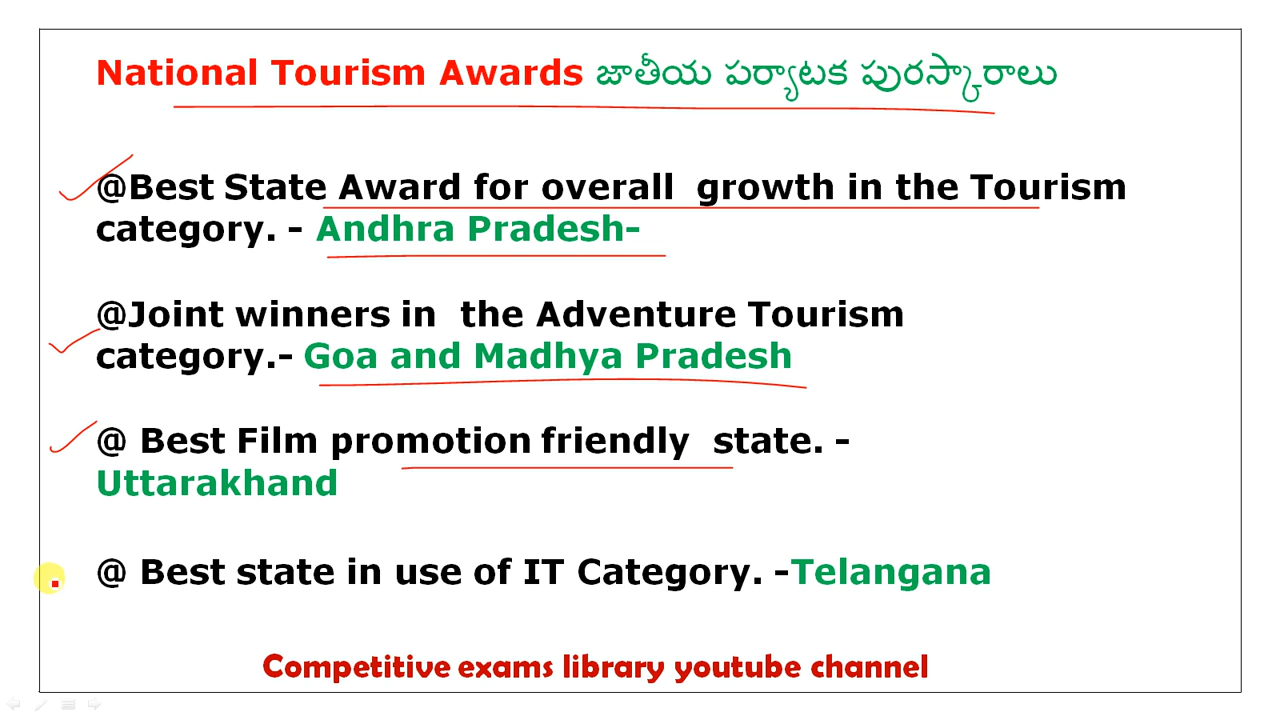 National Tourism Awards జాతీయ పర్యాటక పురస్కారాలు
@Best State Award for overall growth in the Tourism
category. - Andhra Pradesh-
@Joint winners in the Adventure Tourism
category.- Goa and Madhya Pradesh
@ Best Film promotion friendly state. -
Uttarakhand
@ Best state in use of IT Category. -Telangana
Competitive exams library youtube channel